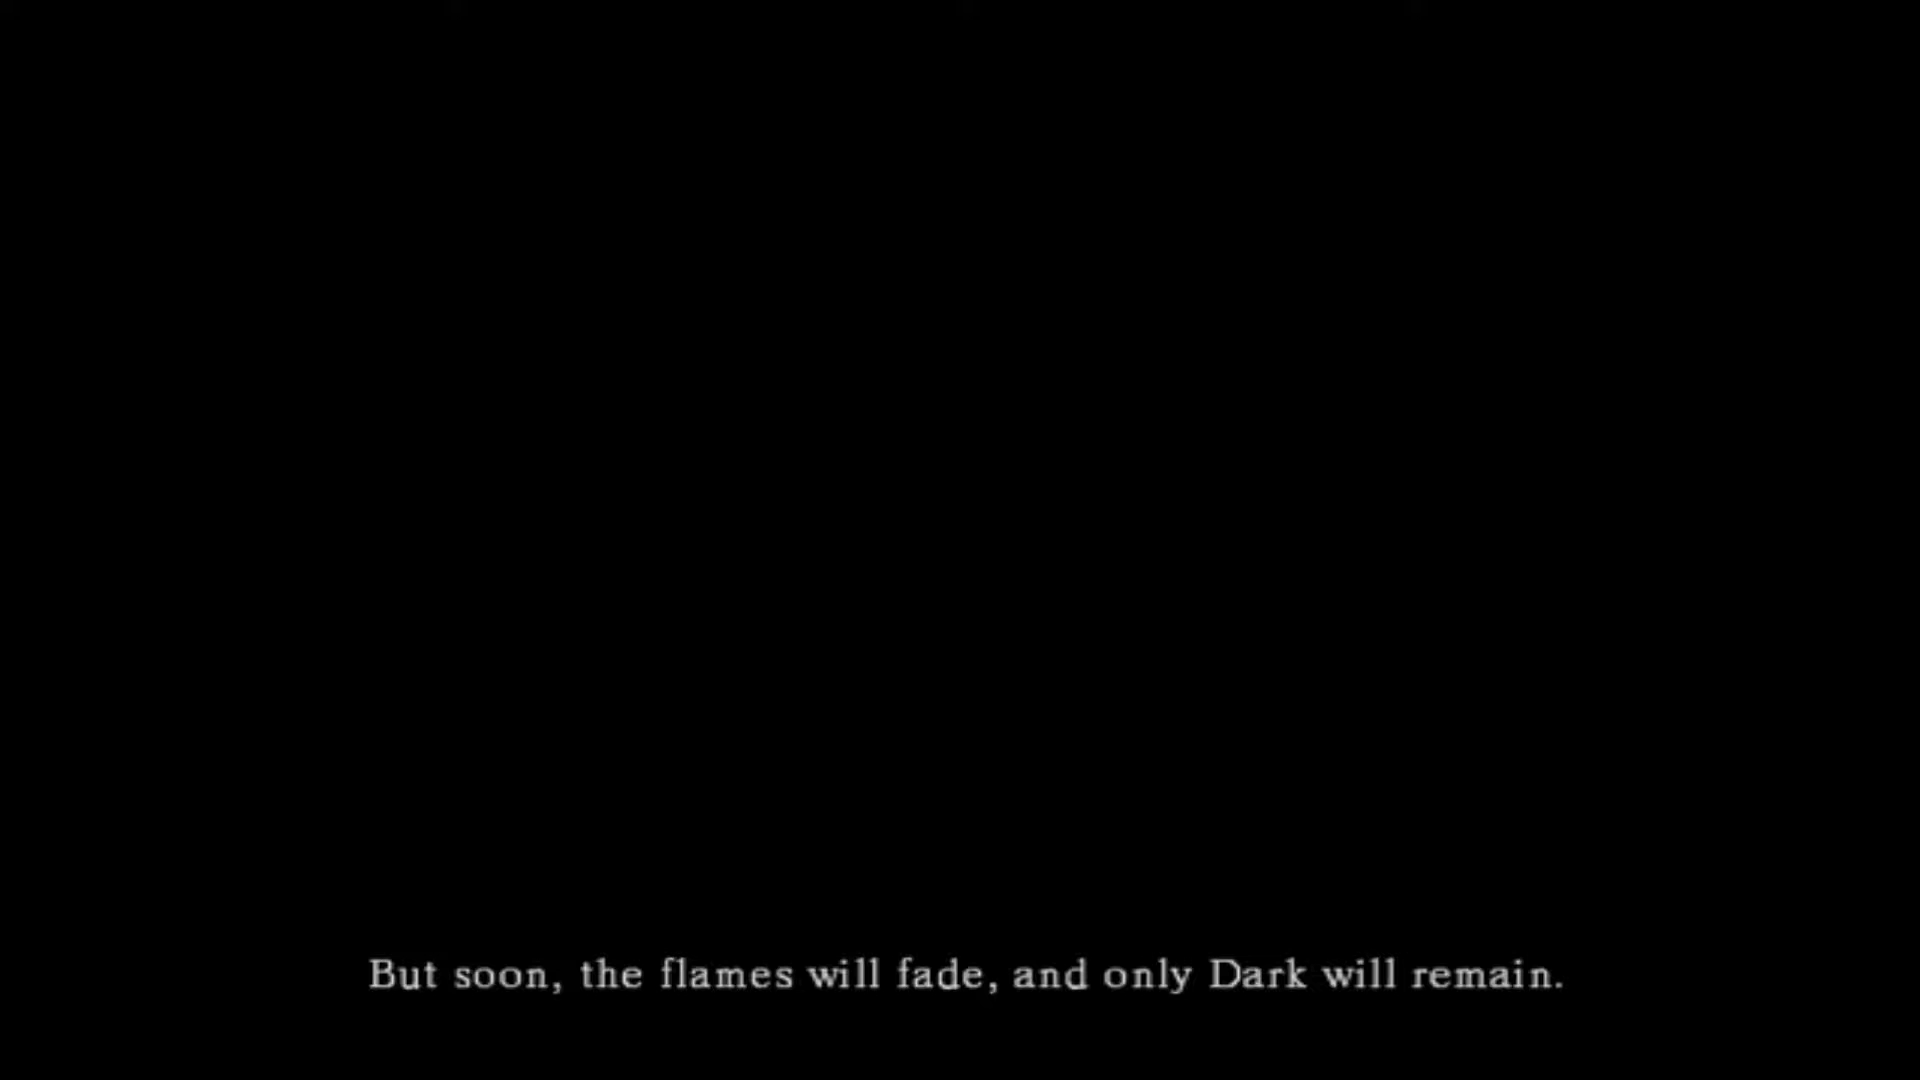 But soon, the flames will fade, and only Dark will remain.